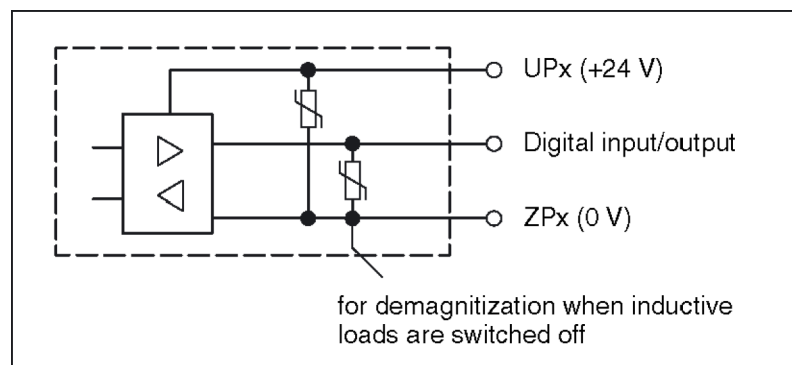 UPx (+24 V)
Digital input/output
ZPx (0 V)
for demagnitization when inductive
loads are switched off